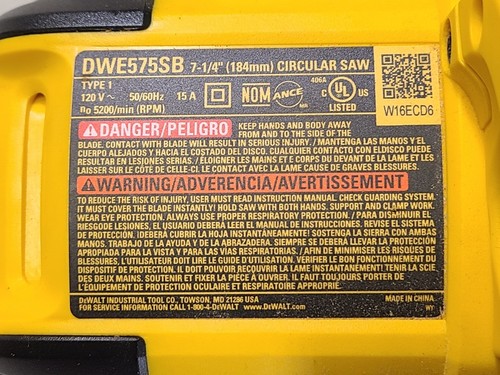 DWE575SB 7-1/4" (184mm) CIRCULAR SAW
TYPE 1
120 V~ 50/60Hz 15 A NOM ANCE C UL US LISTED 406A
n₀ 5200/min (RPM)
W16ECD6
DANGER/PELIGRO KEEP HANDS AND BODY AWAY
FROM AND TO THE SIDE OF THE
BLADE. CONTACT WITH BLADE WILL RESULT IN SERIOUS INJURY. / MANTENGA LAS MANOS Y EL
CUERPO ALEJADOS Y HACIA EL COSTADO DEL DISCO. CUALQUIER CONTACTO CON EL DISCO PUEDE
RESULTAR EN LESIONES SERIAS. / ÉLOIGNER LES MAINS ET E CORPS DU DEVANT DE LA LAME ET LES
LAISSER SUR LE CÔTÉ DE CELLE-CI. LE CONTACT AVEC LA LAME CAUSE DE GRAVES BLESSURES.
WARNING/ADVERENCIA/AVERTISSEMENT
TO REDUCE THE RISK OF INJURY, USER MUST READ INSTRUCTION MANUAL. CHECK GUARDING SYSTEM
IT MUST COVER THE BLADE INSTANTLY! HOLD SAW WITH BOTH HANDS. SUPPORT AND CLAMP WORK.
WEAR EYE PROTECTION. ALWAYS USE PROPER RESPIRATORY PROTECTION. / PARA DISMINUIR EL
RIESGODE LESIONES, EL USUARIO DEBERA LEER EL MANUAL DE INSTRUCCIONES. REVISE EL SISTEMA
DE PROTECCIÓN, DEBERA CUBRIR LA HOJA INSTANTANEAMENTE! SOSTENGA LA SIERRA CON AMBAS
MANOS. TRABAJO DE LA AYUDA Y DE LA ABRAZADERA. SIEMPRE SE DEBERA LLEVAR LA PROTECCIÓN
APROPIADA PARA LA VISTA Y PARA LAS VIAS RESPIRATORIAS. / AFIN DE MINIMISER LES RISQUES DE
BLESSURES, L'UTILISATEUR DOIT LIRE LE GUIDE D'UTILISATION. VÉRIFIER LE BON FONCTIONNEMENT DU
DISPOSITIF DE PROTECTION. IL DOIT POUVOIR RECOUVRIR LA LAME INSTANTANÉMENT! TENIR LA SCIE
DES DEUX MAINS. SOUTENIR ET FIXER LA PIÈCE À OUVRER. IL FAUT TOUJOURS PORTER DE
L'ÉQUIPEMENT DE PROTECTION OCULAIRE ET RESPIRATOIRE APROPRIÉ.
DEWALT INDUSTRIAL TOOL CO., TOWSON, MD 21286 USA MADE IN CHINA
FOR SERVICE INFORMATION CALL 1-800-4-DEWALT www.DEWALT.com WY